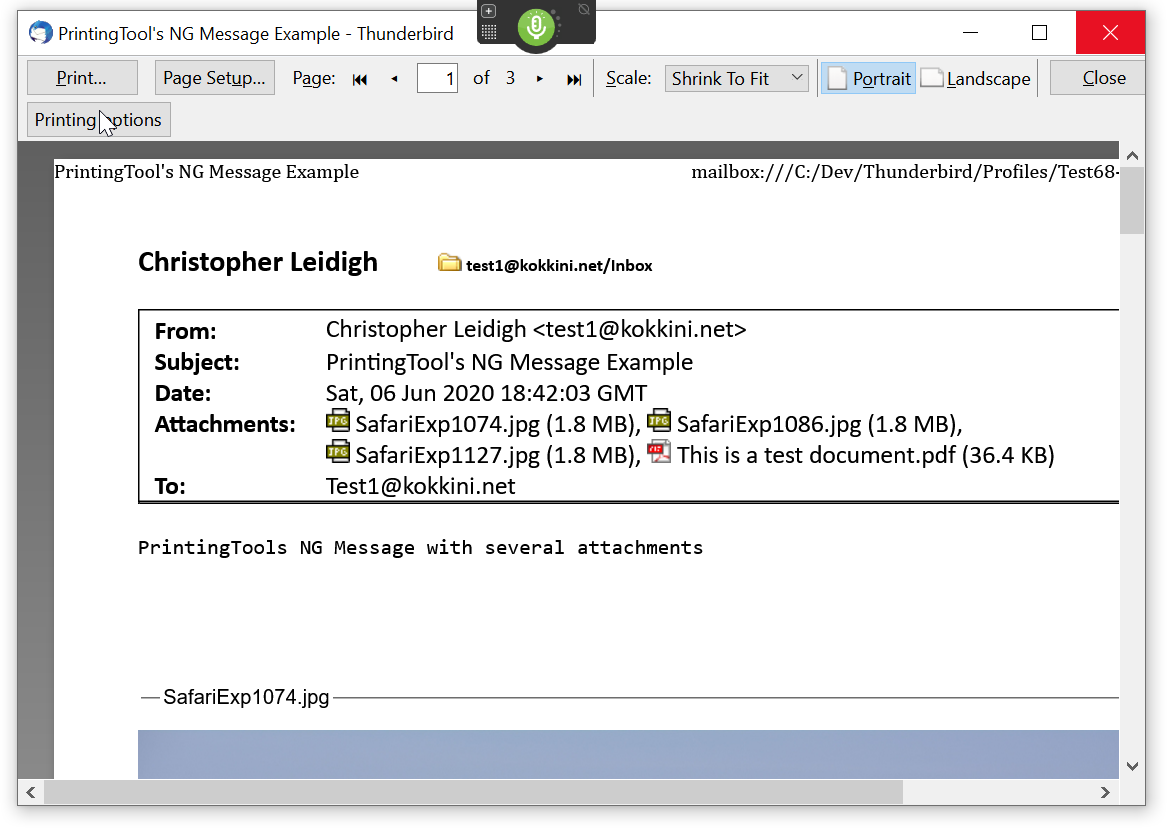 PrintingTool's NG Message Example - Thunderbird
Print... Page Setup... Page: 1 of 3 Scale: Shrink To Fit Portrait Landscape Close
Printing options
PrintingTool's NG Message Example mailbox:///C:/Dev/Thunderbird/Profiles/Test68-
Christopher Leidigh test1@kokkini.net/Inbox
From: Christopher Leidigh <test1@kokkini.net>
Subject: PrintingTool's NG Message Example
Date: Sat, 06 Jun 2020 18:42:03 GMT
Attachments: JPG SafariExp1074.jpg (1.8 MB), JPG SafariExp1086.jpg (1.8 MB),
JPG SafariExp1127.jpg (1.8 MB), This is a test document.pdf (36.4 KB)
To: Test1@kokkini.net
PrintingTools NG Message with several attachments
SafariExp1074.jpg